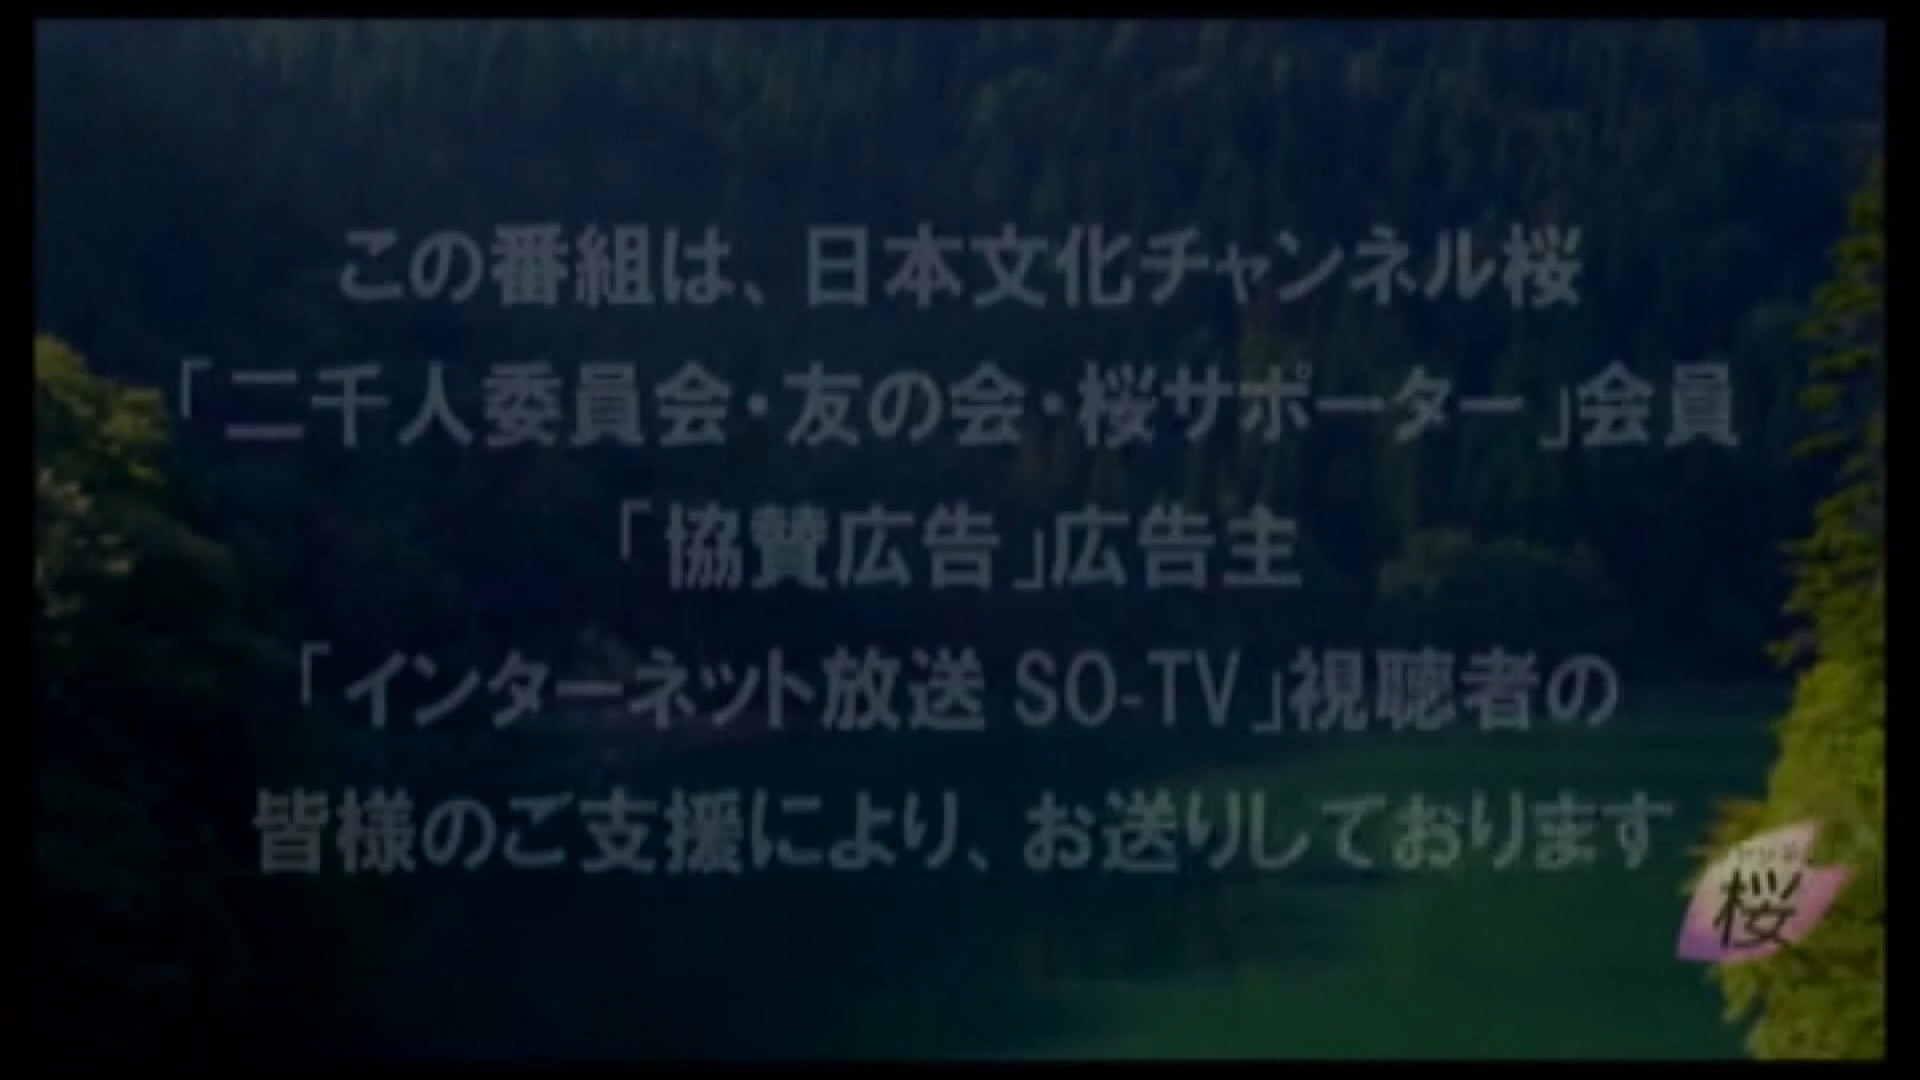 この番組は、日本文化チャンネル桜
「二千人委員会・友の会・桜サポーター」会員
「協賛広告」広告主
「インターネット放送 SO-TV」視聴者の
皆様のご支援により、お送りしております
桜